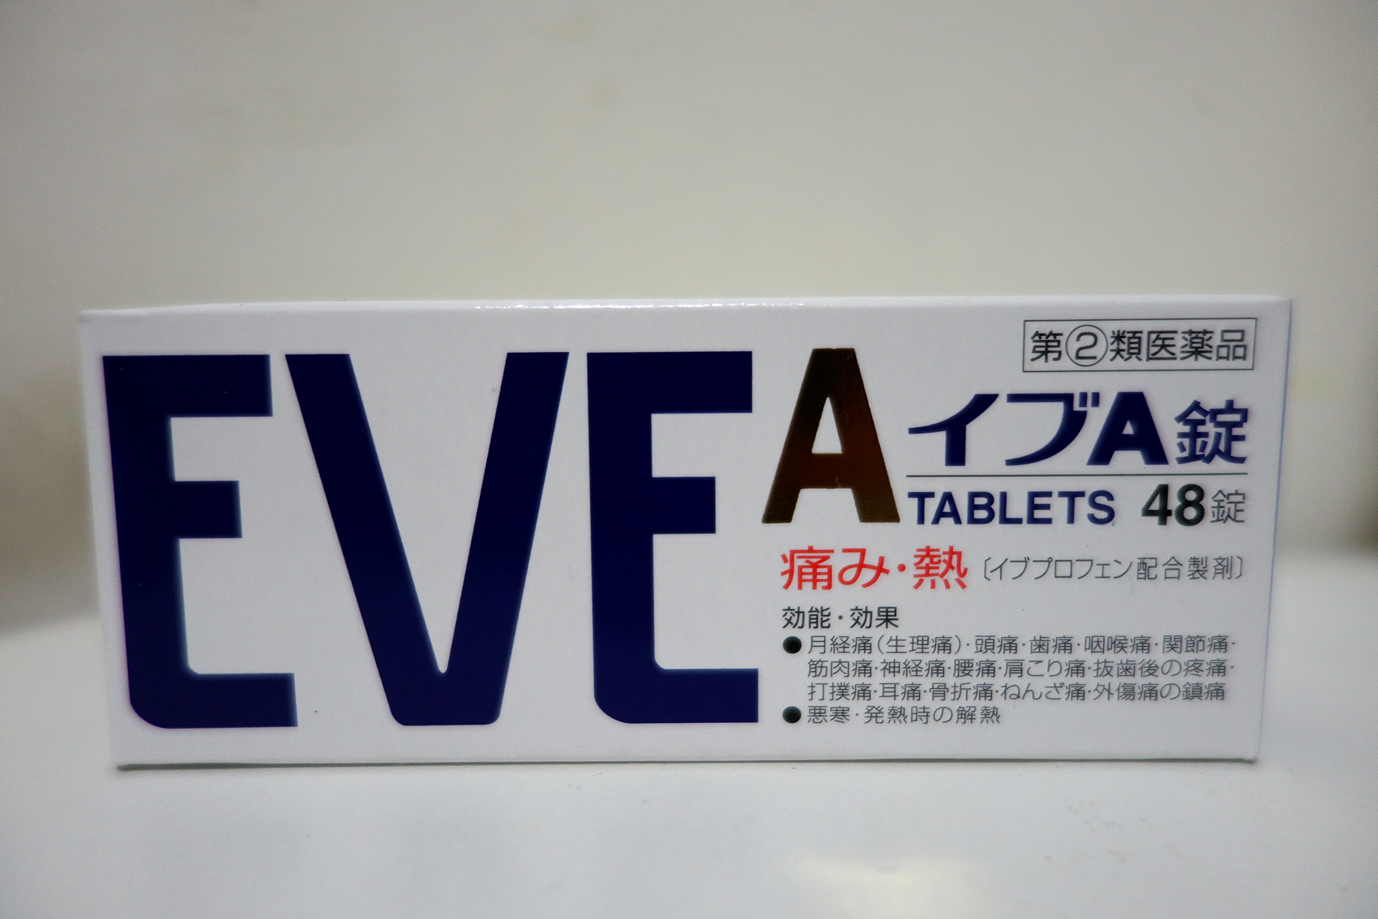 EVE A
第②類医薬品
イブA錠
TABLETS 48錠
痛み・熱〔イブプロフェン配合製剤〕
効能・効果
●月経痛(生理痛)・頭痛・歯痛・咽喉痛・関節痛・
筋肉痛・神経痛・腰痛・肩こり痛・抜歯後の疼痛・
打撲痛・耳痛・骨折痛・ねんざ痛・外傷痛の鎮痛
●悪寒・発熱時の解熱